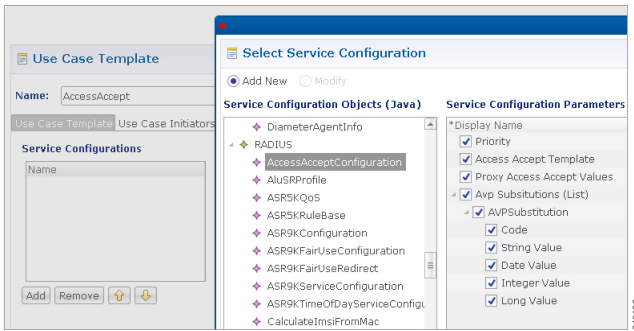 Use Case Template
Name: AccessAccept
Use Case Template Use Case Initiators
Service Configurations
Name
Add Remove
Select Service Configuration
Add New Modify
Service Configuration Objects (Java)
DiameterAgentInfo
RADIUS
AccessAcceptConfiguration
AluSRProfile
ASR5KQoS
ASR5KRuleBase
ASR9KConfiguration
ASR9KFairUseConfiguration
ASR9KFairUseRedirect
ASR9KServiceConfiguration
ASR9KTimeOfDayServiceConfigu
CalculateImsiFromMac
Service Configuration Parameters
*Display Name
Priority
Access Accept Template
Proxy Access Accept Values
Avp Subsitutions (List)
AVPSubstitution
Code
String Value
Date Value
Integer Value
Long Value